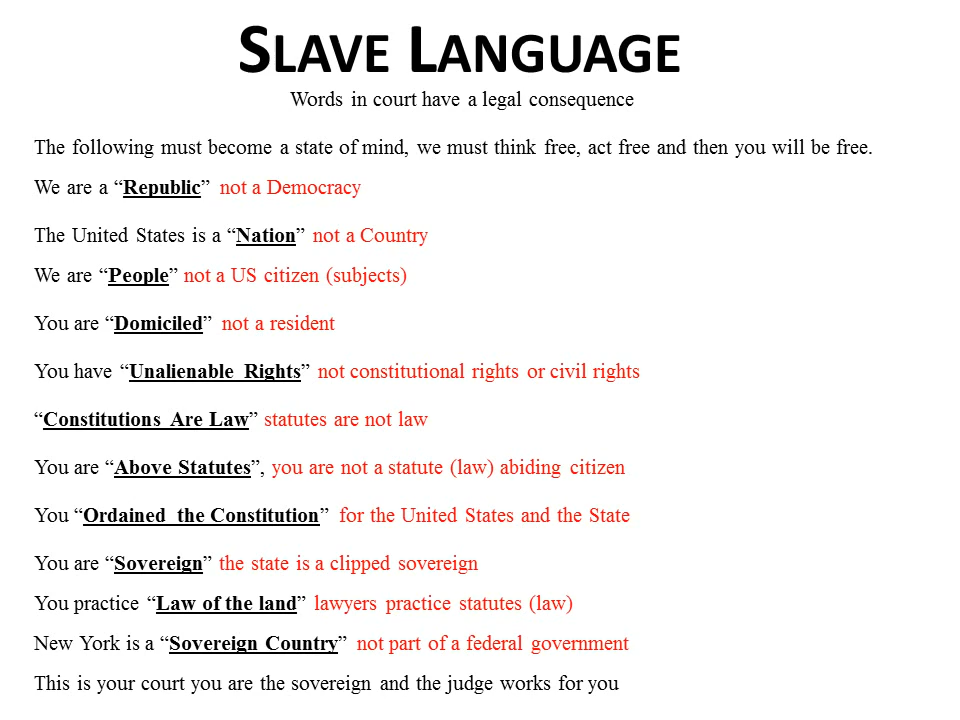 SLAVE LANGUAGE
Words in court have a legal consequence
The following must become a state of mind, we must think free, act free and then you will be free.
We are a “Republic” not a Democracy
The United States is a “Nation” not a Country
We are “People” not a US citizen (subjects)
You are “Domiciled” not a resident
You have “Unalienable Rights” not constitutional rights or civil rights
“Constitutions Are Law” statutes are not law
You are “Above Statutes”, you are not a statute (law) abiding citizen
You “Ordained the Constitution” for the United States and the State
You are “Sovereign” the state is a clipped sovereign
You practice “Law of the land” lawyers practice statutes (law)
New York is a “Sovereign Country” not part of a federal government
This is your court you are the sovereign and the judge works for you